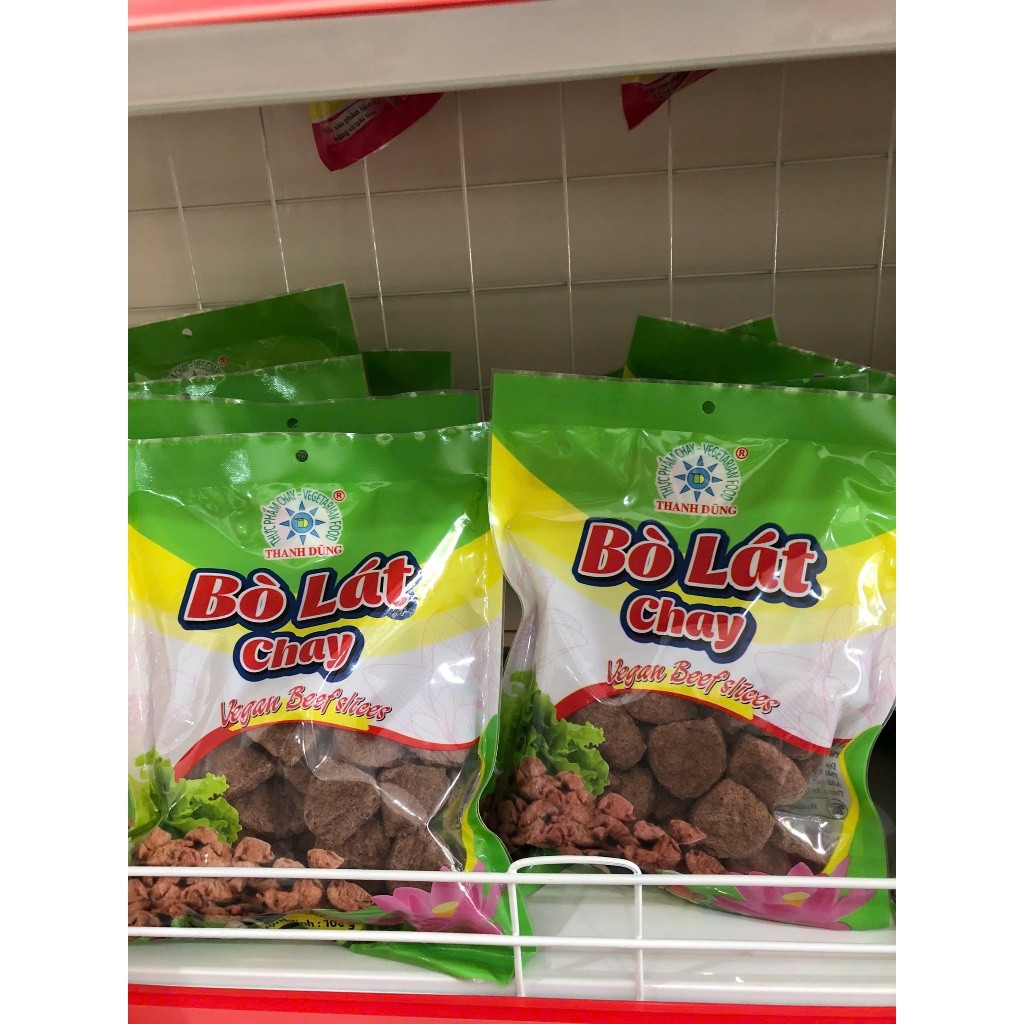 THỰC PHẨM CHAY - VEGETARIAN FOOD ®
THANH DŨNG
Bò Lát
Chay
Vegan Beef slices
THỰC PHẨM CHAY - VEGETARIAN FOOD ®
THANH DŨNG
Bò Lát
Chay
Vegan Beef slices